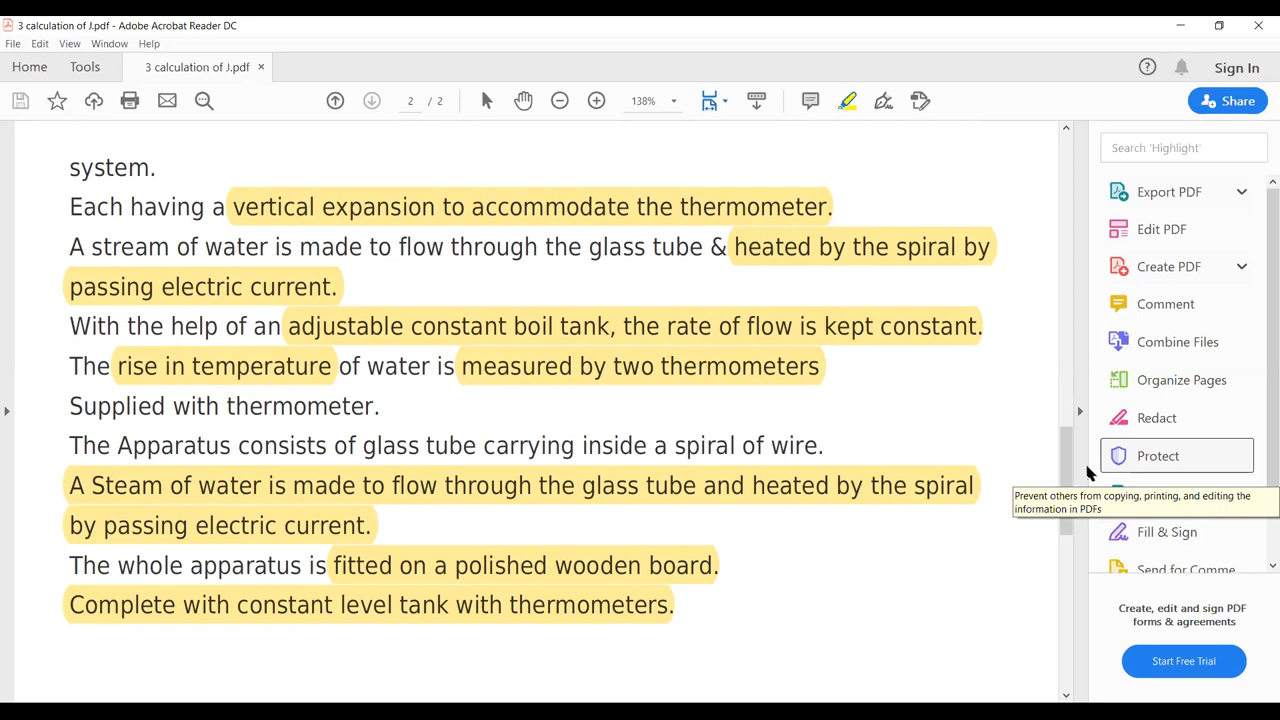 3 calculation of J.pdf - Adobe Acrobat Reader DC
File Edit View Window Help
Home Tools 3 calculation of J.pdf × Sign In
2 / 2 138% Share
system.
Each having a vertical expansion to accommodate the thermometer.
A stream of water is made to flow through the glass tube & heated by the spiral by
passing electric current.
With the help of an adjustable constant boil tank, the rate of flow is kept constant.
The rise in temperature of water is measured by two thermometers
Supplied with thermometer.
The Apparatus consists of glass tube carrying inside a spiral of wire.
A Steam of water is made to flow through the glass tube and heated by the spiral
by passing electric current.
The whole apparatus is fitted on a polished wooden board.
Complete with constant level tank with thermometers.
Search 'Highlight'
Export PDF
Edit PDF
Create PDF
Comment
Combine Files
Organize Pages
Redact
Protect
Prevent others from copying, printing, and editing the
information in PDFs
Fill & Sign
Send for Comme
Create, edit and sign PDF
forms & agreements
Start Free Trial